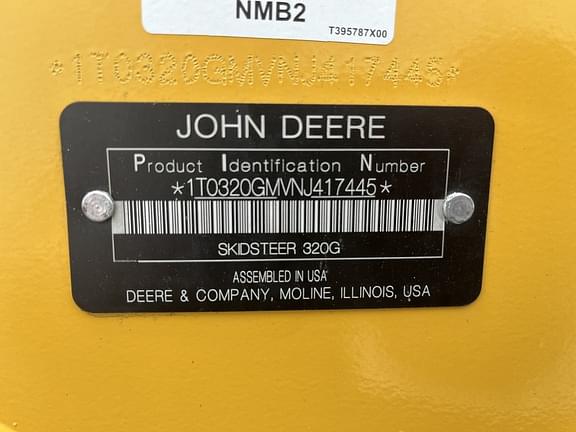 NMB2
T395787X00
*1T0320GMVNJ417445*
JOHN DEERE
Product Identification Number
*1T0320GMVNJ417445*
SKIDSTEER 320G
ASSEMBLED IN USA
DEERE & COMPANY, MOLINE, ILLINOIS, USA